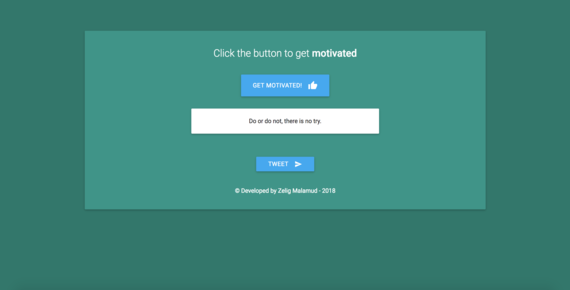 Click the button to get motivated
GET MOTIVATED!
Do or do not, there is no try.
TWEET
© Developed by Zelig Malamud - 2018